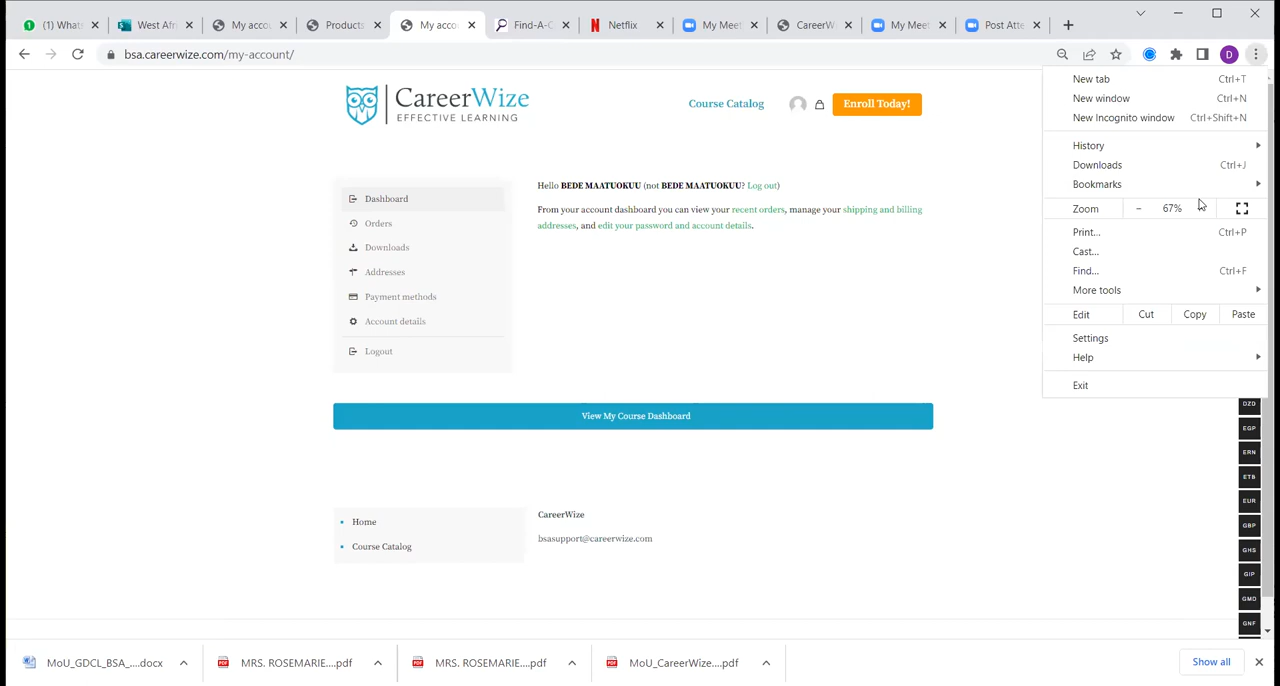 (1) Whats
West Afri
My accou
Products
My acco
Find-A-C
Netflix
My Meet
CareerW
My Meet
Post Atte
bsa.careerwize.com/my-account/
D
CareerWize
EFFECTIVE LEARNING
Course Catalog
Enroll Today!
New tab Ctrl+T
New window Ctrl+N
New Incognito window Ctrl+Shift+N
History
Downloads Ctrl+J
Bookmarks
Zoom - 67%
Print... Ctrl+P
Cast...
Find... Ctrl+F
More tools
Edit Cut Copy Paste
Settings
Help
Exit
Dashboard
Orders
Downloads
Addresses
Payment methods
Account details
Logout
Hello BEDE MAATUOKUU (not BEDE MAATUOKUU? Log out)
From your account dashboard you can view your recent orders, manage your shipping and billing
addresses, and edit your password and account details.
View My Course Dashboard
Home
Course Catalog
CareerWize
bsasupport@careerwize.com
DZD
EGP
ERN
ETB
EUR
GBP
GHS
GIP
GMD
GNF
MoU_GDCL_BSA_....docx
MRS. ROSEMARIE....pdf
MRS. ROSEMARIE....pdf
MoU_CareerWize....pdf
Show all